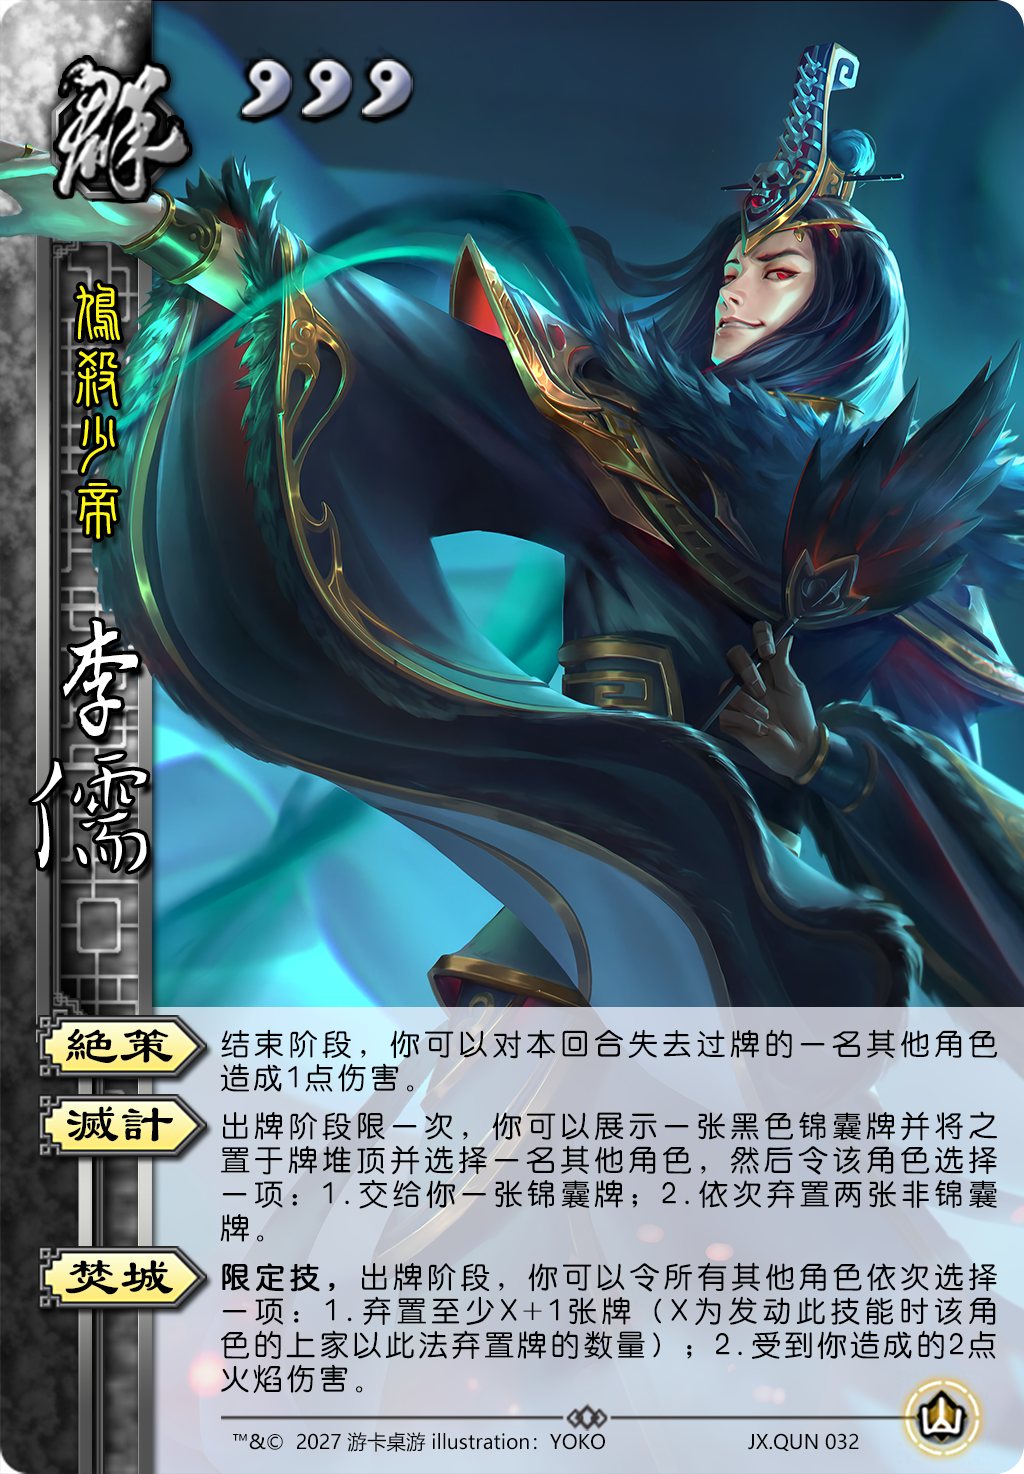 群
鴆殺少帝
李儒
絕策
结束阶段，你可以对本回合失去过牌的一名其他角色
造成1点伤害。
滅計
出牌阶段限一次，你可以展示一张黑色锦囊牌并将之
置于牌堆顶并选择一名其他角色，然后令该角色选择
一项：1.交给你一张锦囊牌；2.依次弃置两张非锦囊
牌。
焚城
限定技，出牌阶段，你可以令所有其他角色依次选择
一项：1.弃置至少X+1张牌（X为发动此技能时该角
色的上家以此法弃置牌的数量）；2.受到你造成的2点
火焰伤害。
™&© 2027 游卡桌游 illustration：YOKO
JX.QUN 032